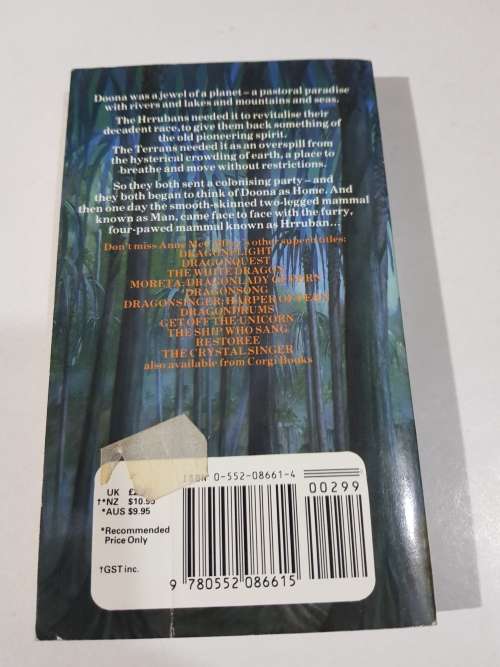 Doona was a jewel of a planet – a pastoral paradise
with rivers and lakes and mountains and seas.
The Hrrubans needed it to revitalise their
decadent race, to give them back something of
the old pioneering spirit.
The Terrans needed it as an overspill from
the hysterical crowding of earth, a place to
breathe and move without restrictions.
So they both sent a colonising party – and
they both began to think of Doona as Home. And
then one day the smooth-skinned two-legged mammal
known as Man, came face to face with the furry,
four-pawed mammal known as Hrruban...
Don't miss Anne McCaffrey's other superb titles:
DRAGONFLIGHT
DRAGONQUEST
THE WHITE DRAGON
MORETA: DRAGONLADY OF PERN
DRAGONSONG
DRAGONSINGER: HARPER OF PERN
DRAGONDRUMS
GET OFF THE UNICORN
THE SHIP WHO SANG
RESTOREE
THE CRYSTAL SINGER
also available from Corgi Books
ISBN 0-552-08661-4
00299
UK
†*NZ $10.95
*AUS $9.95
*Recommended
Price Only
†GST inc.
9 780552 086615